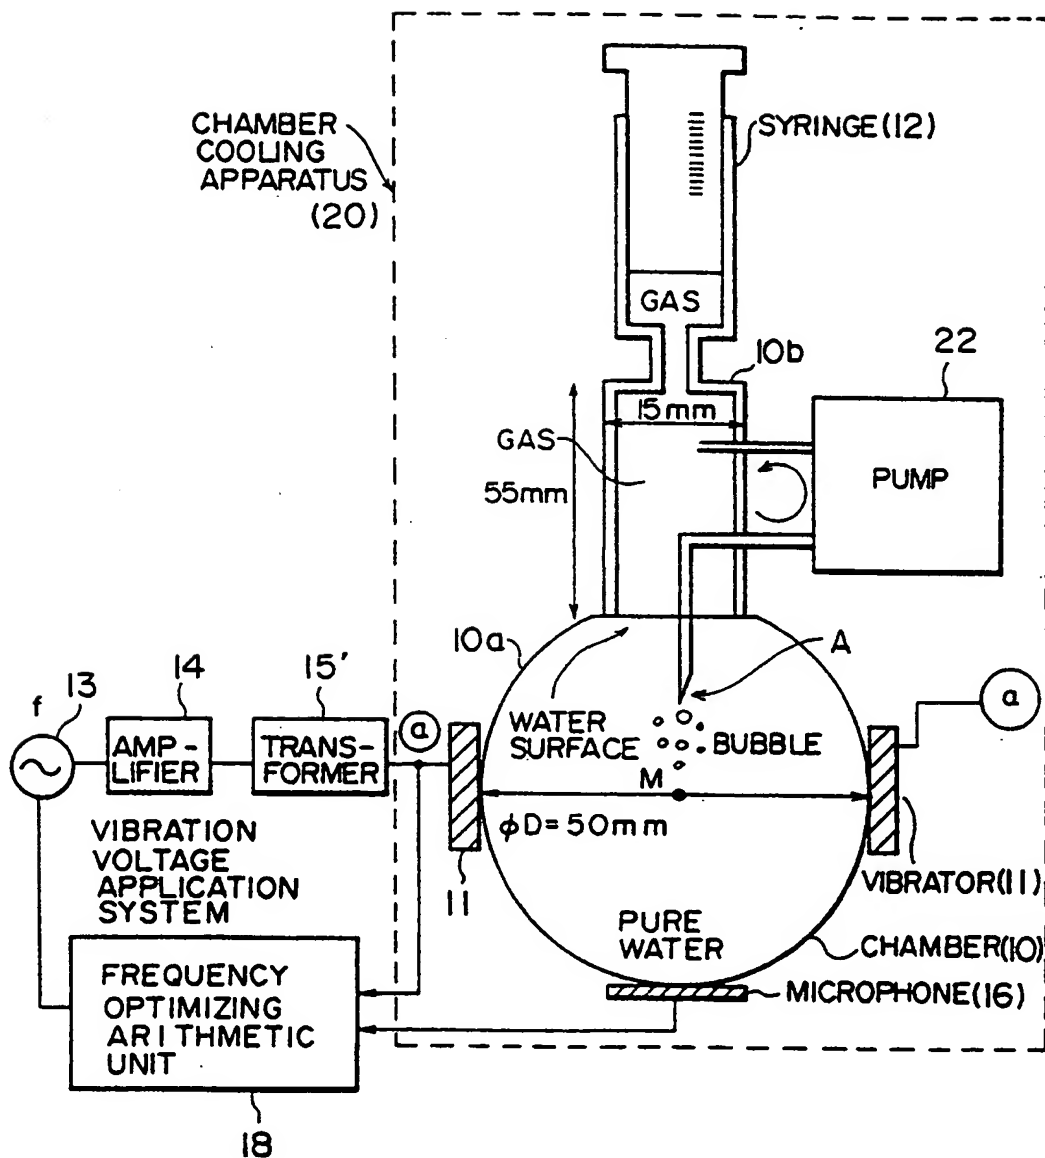 CHAMBER
COOLING
APPARATUS
(20)
SYRINGE(12)
GAS
10b
22
15mm
GAS
55mm
PUMP
10a
A
13
f
14
15'
a
a
AMP-
LIFIER
TRANS-
FORMER
WATER
SURFACE
BUBBLE
M
φD=50mm
VIBRATION
VOLTAGE
APPLICATION
SYSTEM
11
VIBRATOR(11)
PURE
WATER
CHAMBER(10)
MICROPHONE(16)
FREQUENCY
OPTIMIZING
ARITHMETIC
UNIT
18